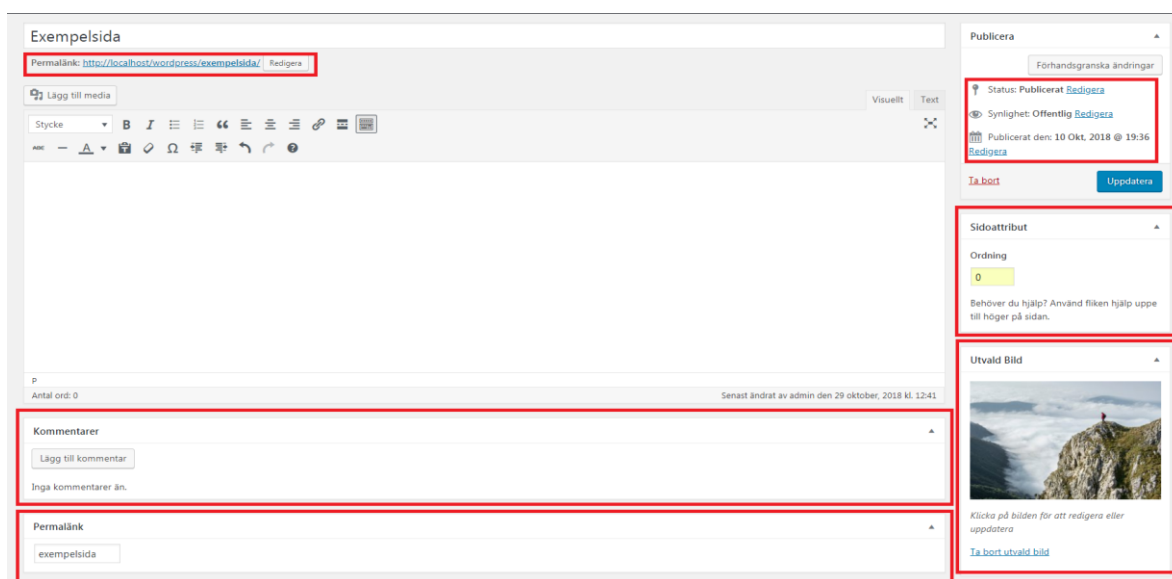 Exempelsida
Permalänk: http://localhost/wordpress/exempelsida/ Redigera
Lägg till media
Visuellt Text
Stycke
P
Antal ord: 0
Senast ändrat av admin den 29 oktober, 2018 kl. 12:41
Kommentarer
Lägg till kommentar
Inga kommentarer än.
Permalänk
exempelsida
Publicera
Förhandsgranska ändringar
Status: Publicerat Redigera
Synlighet: Offentlig Redigera
Publicerat den: 10 Okt, 2018 @ 19:36
Redigera
Ta bort
Uppdatera
Sidoattribut
Ordning
0
Behöver du hjälp? Använd fliken hjälp uppe
till höger på sidan.
Utvald Bild
Klicka på bilden för att redigera eller
uppdatera
Ta bort utvald bild